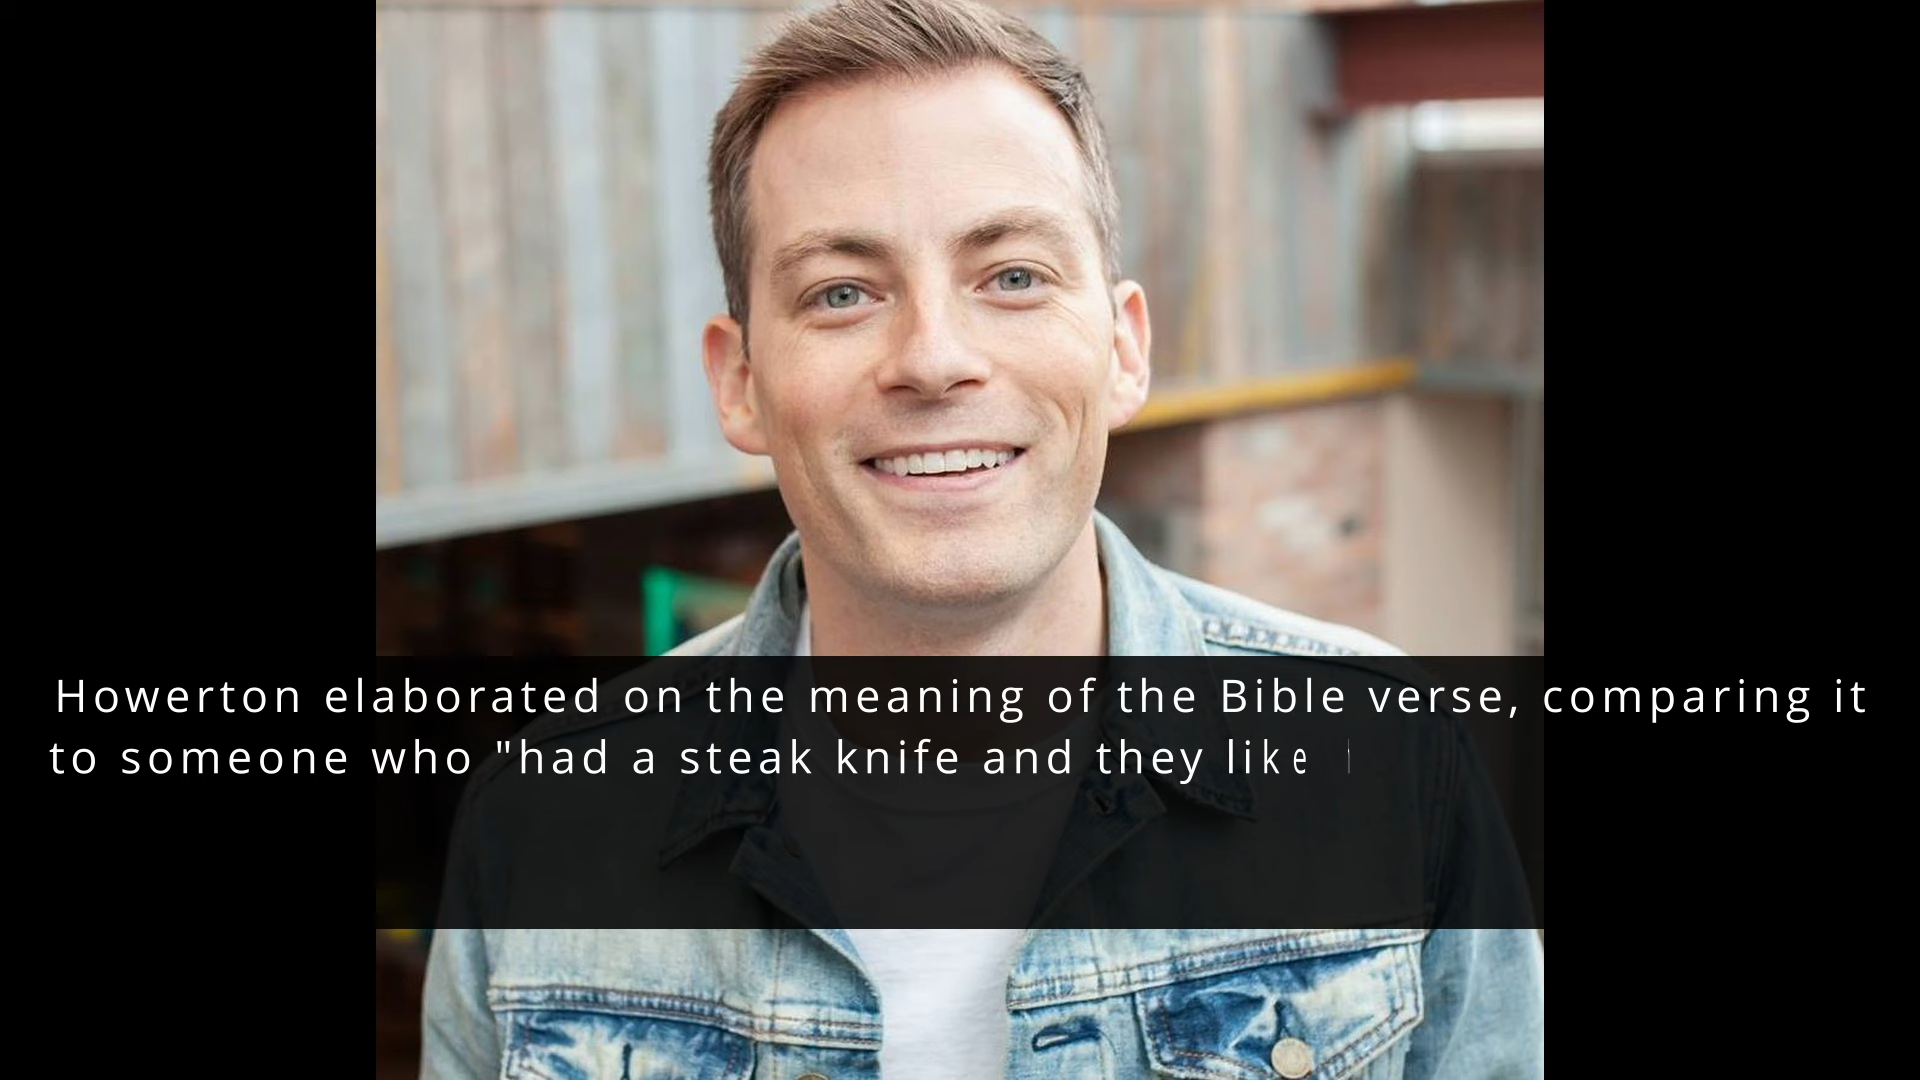 Howerton elaborated on the meaning of the Bible verse, comparing it
to someone who "had a steak knife and they like